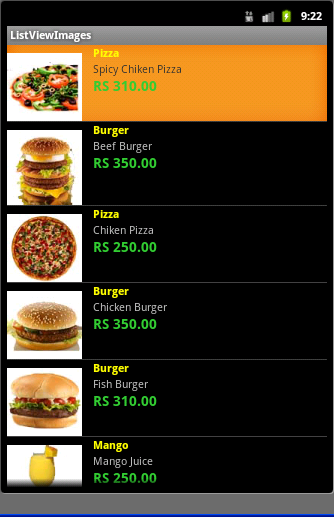 9:22
ListViewImages
Pizza
Spicy Chiken Pizza
RS 310.00
Burger
Beef Burger
RS 350.00
Pizza
Chiken Pizza
RS 250.00
Burger
Chicken Burger
RS 350.00
Burger
Fish Burger
RS 310.00
Mango
Mango Juice
RS 250.00